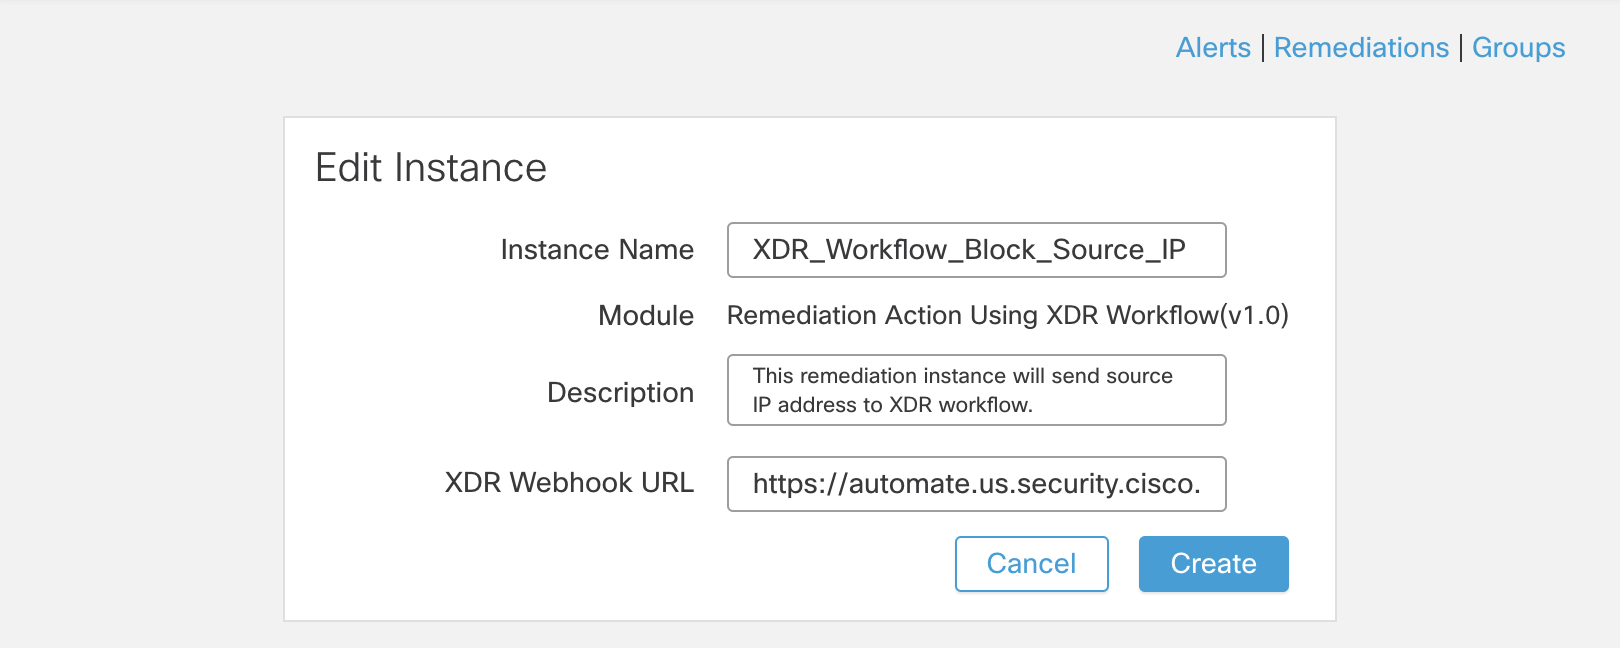 Alerts | Remediations | Groups
Edit Instance
Instance Name XDR_Workflow_Block_Source_IP
Module Remediation Action Using XDR Workflow(v1.0)
Description This remediation instance will send source
IP address to XDR workflow.
XDR Webhook URL https://automate.us.security.cisco.
Cancel Create